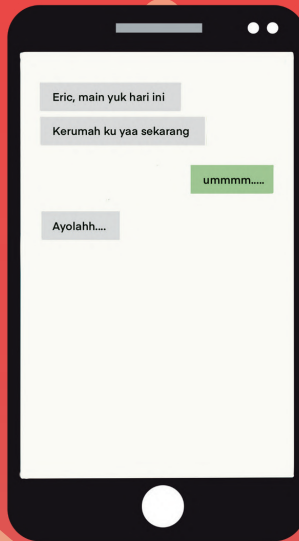 Eric, main yuk hari ini
Kerumah ku yaa sekarang
ummmm.....
Ayolahh....